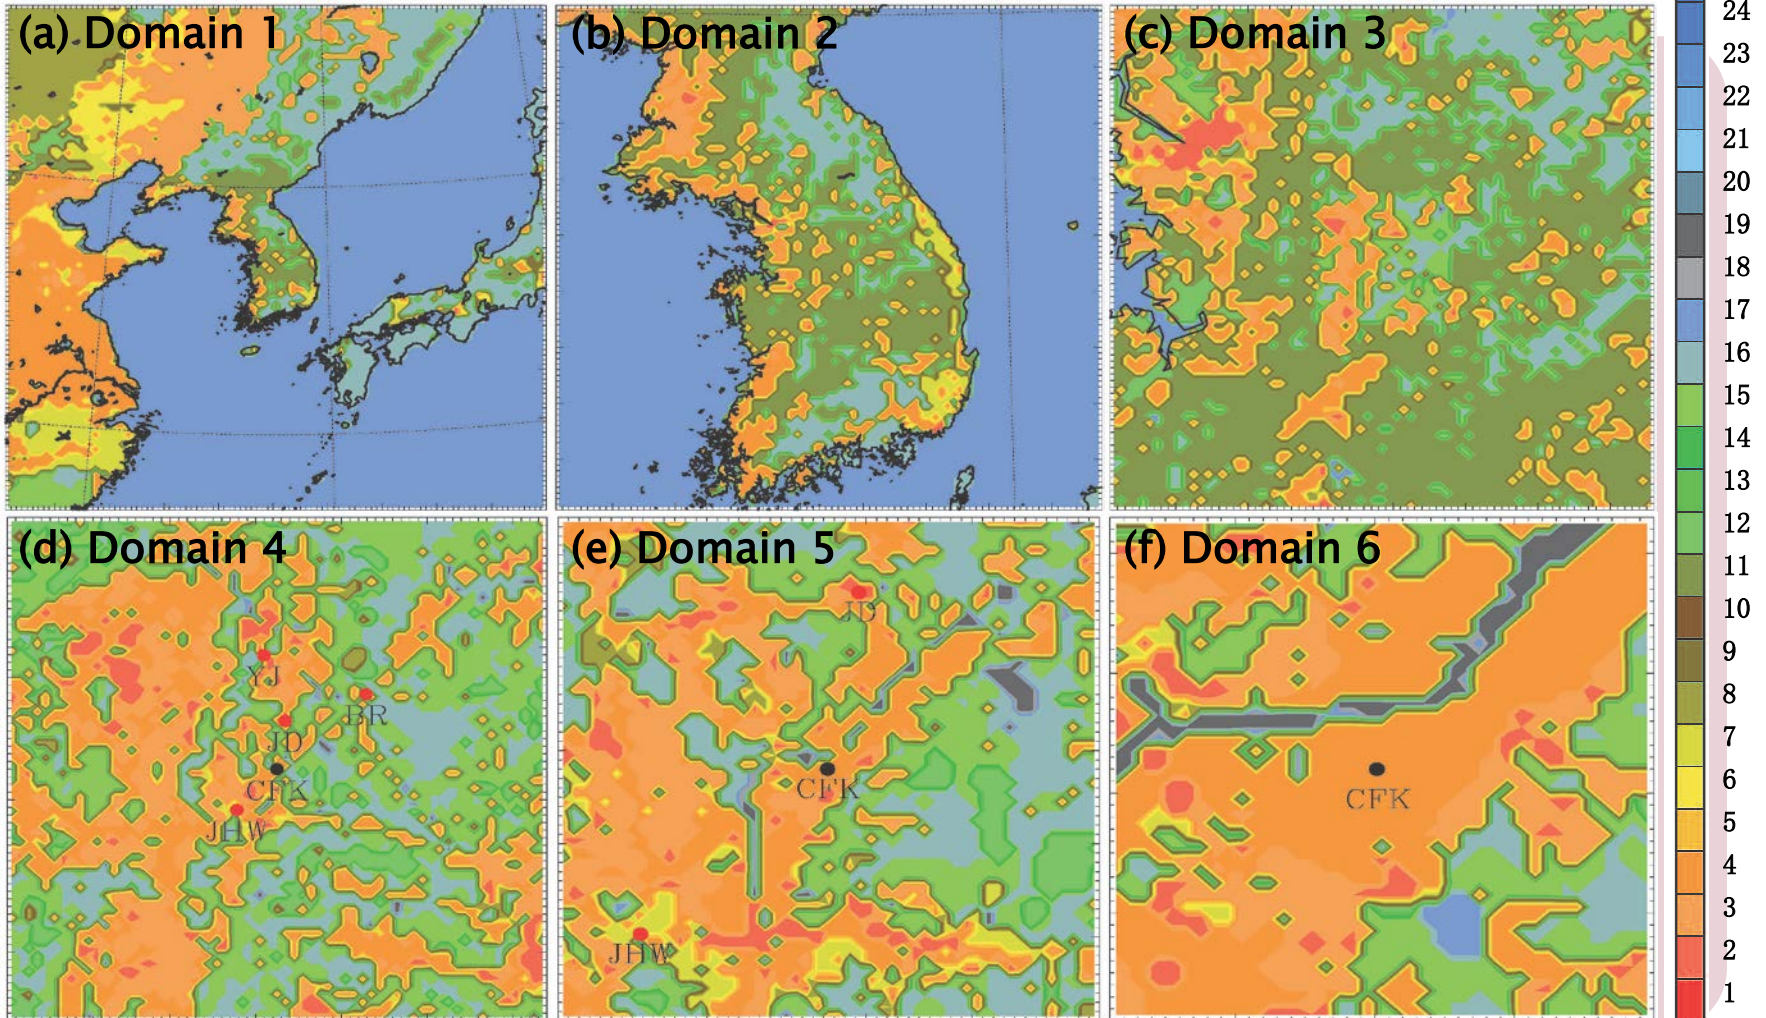 (a) Domain 1
(b) Domain 2
(c) Domain 3
(d) Domain 4
YJ
BR
JD
CFK
JHW
(e) Domain 5
JD
CFK
JHW
(f) Domain 6
CFK
24
23
22
21
20
19
18
17
16
15
14
13
12
11
10
9
8
7
6
5
4
3
2
1